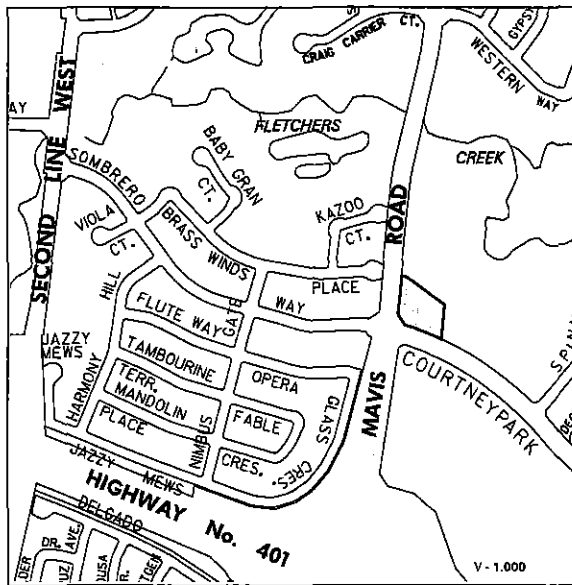 CRAIG CARRIER CT.
GYPSY
WESTERN WAY
AY
SECOND LINE WEST
FLETCHERS
CREEK
SOMBRERO
WAY
BABY GRAN
CT.
VIOLA
CT.
BRASS WINDS
PLACE
KAZOO
CT.
MAVIS ROAD
HARMONY HILL
FLUTE WAY
GATE
NIMBUS
JAZZY
MEWS
TAMBOURINE
TERR.
OPERA
GLASS
CRES.
MANDOLIN
PLACE
FABLE
CRES.
COURTNEYPARK
JAZZY MEWS
HIGHWAY No. 401
DELGADO
DR.
AVE.
V - 1.000